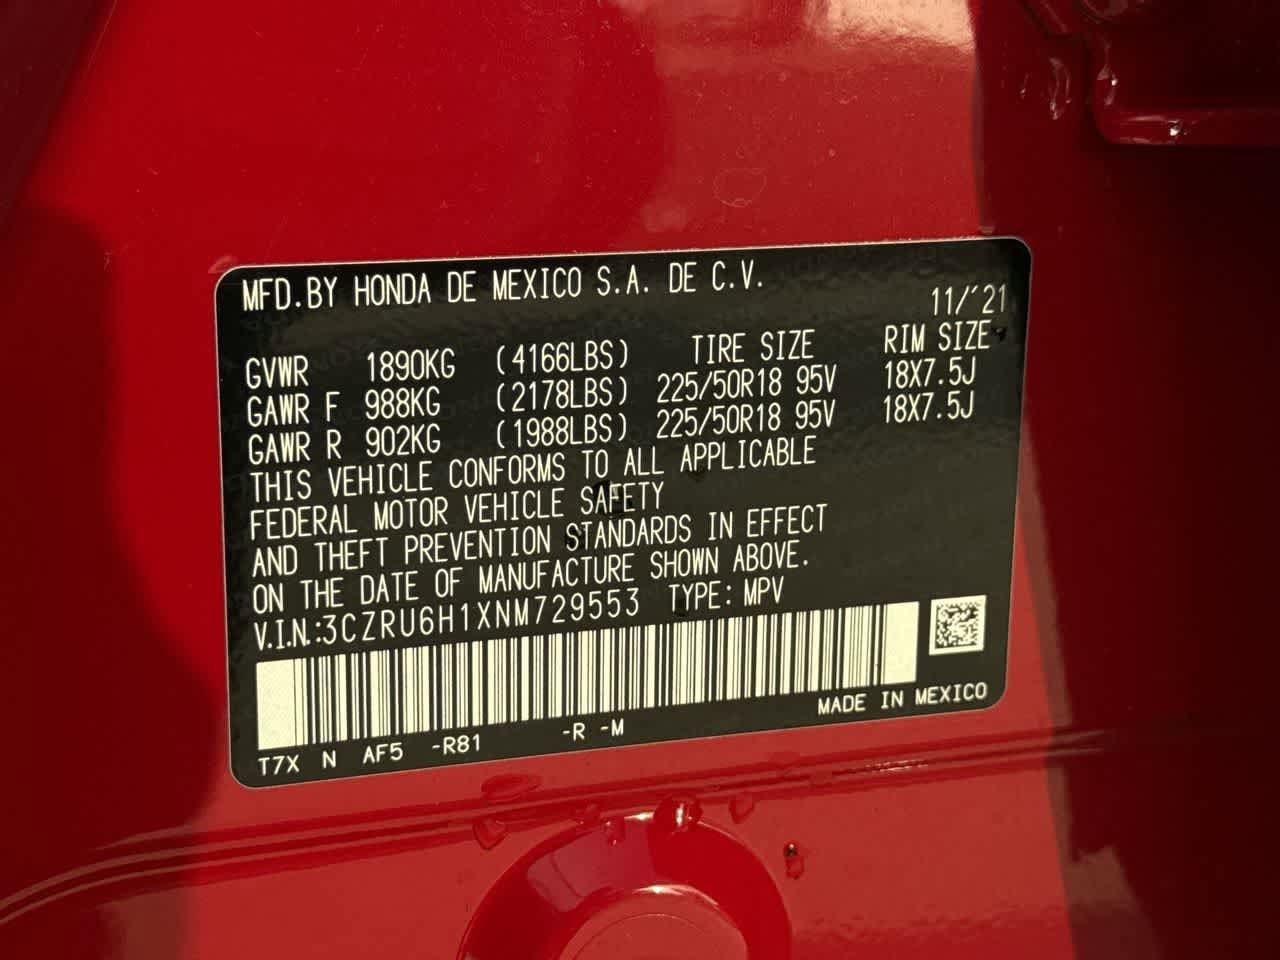 MFD.BY HONDA DE MEXICO S.A. DE C.V.
11/'21
GVWR 1890KG (4166LBS) TIRE SIZE RIM SIZE
GAWR F 988KG (2178LBS) 225/50R18 95V 18X7.5J
GAWR R 902KG (1988LBS) 225/50R18 95V 18X7.5J
THIS VEHICLE CONFORMS TO ALL APPLICABLE
FEDERAL MOTOR VEHICLE SAFETY
AND THEFT PREVENTION STANDARDS IN EFFECT
ON THE DATE OF MANUFACTURE SHOWN ABOVE.
V.I.N.:3CZRU6H1XNM729553 TYPE: MPV
MADE IN MEXICO
T7X N AF5 -R81 -R -M